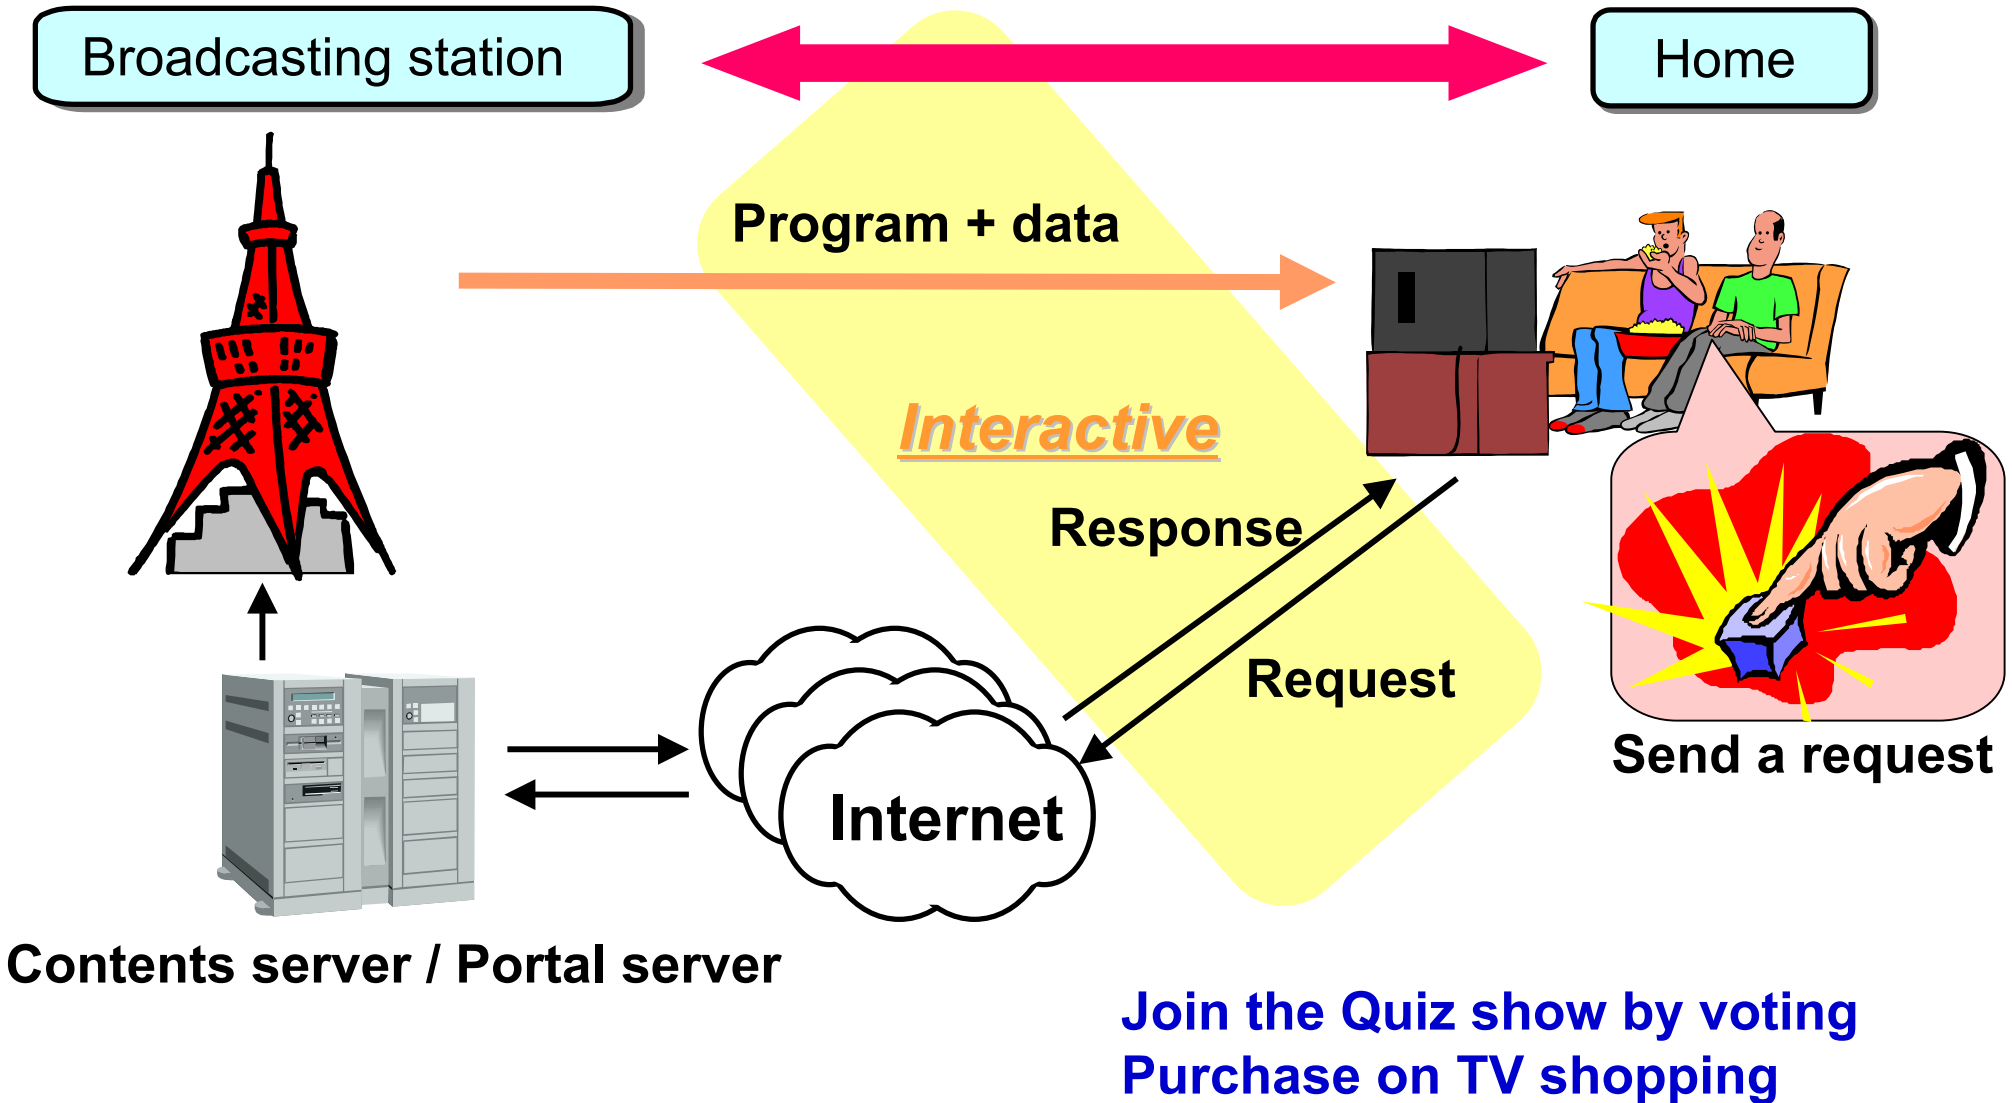 Broadcasting station
Home
Program + data
Interactive
Response
Request
Send a request
Internet
Contents server / Portal server
Join the Quiz show by voting
Purchase on TV shopping